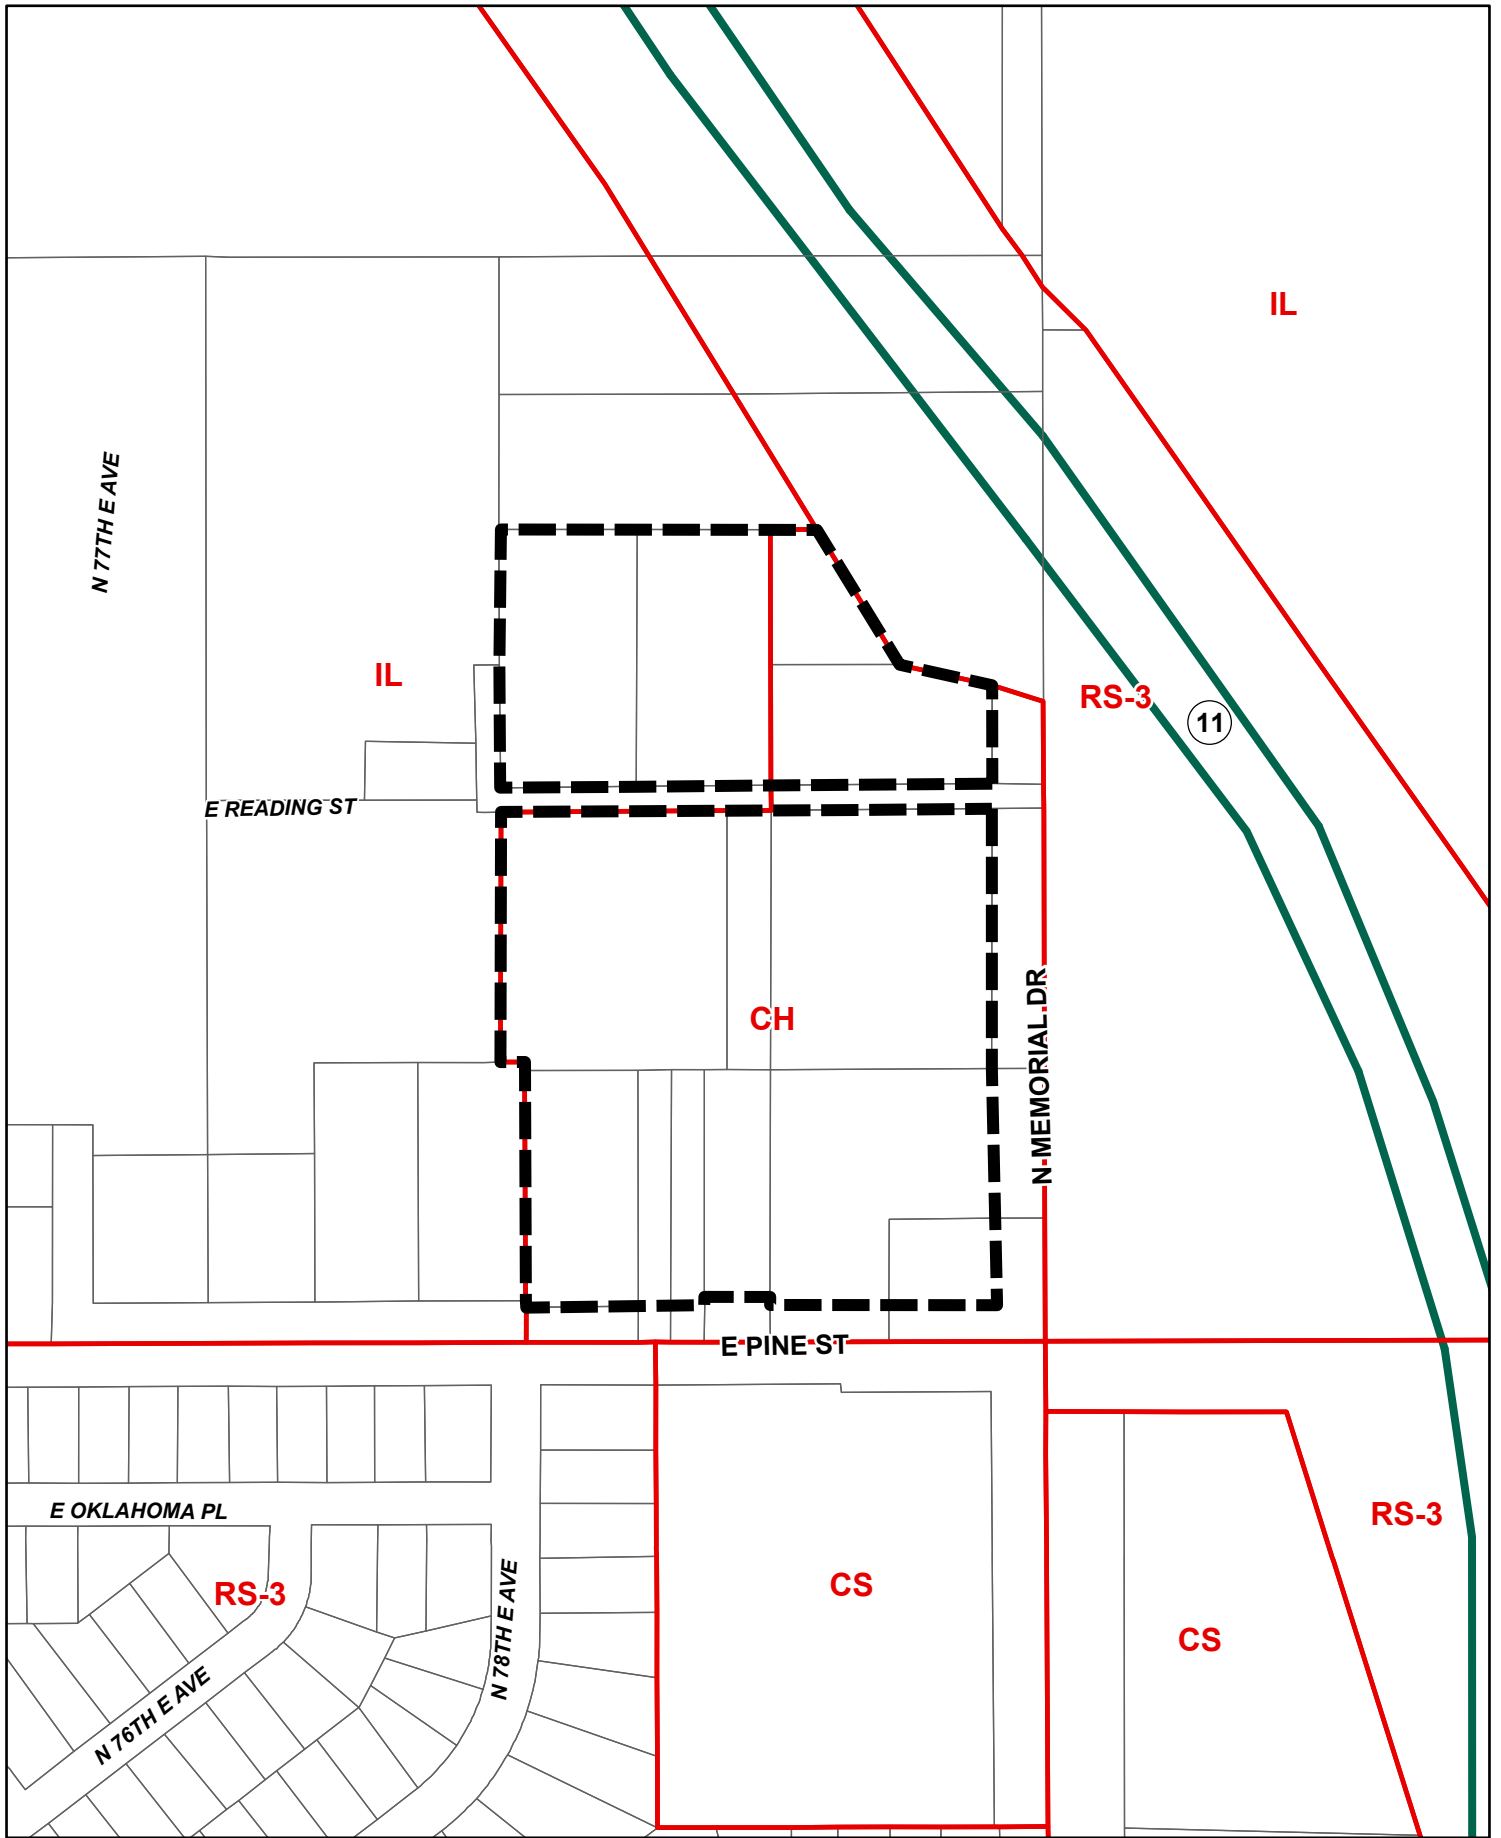 IL
N 77TH E AVE
IL
RS-3
11
E READING ST
CH
N MEMORIAL DR
E PINE ST
E OKLAHOMA PL
RS-3
RS-3
CS
N 78TH E AVE
CS
N 76TH E AVE